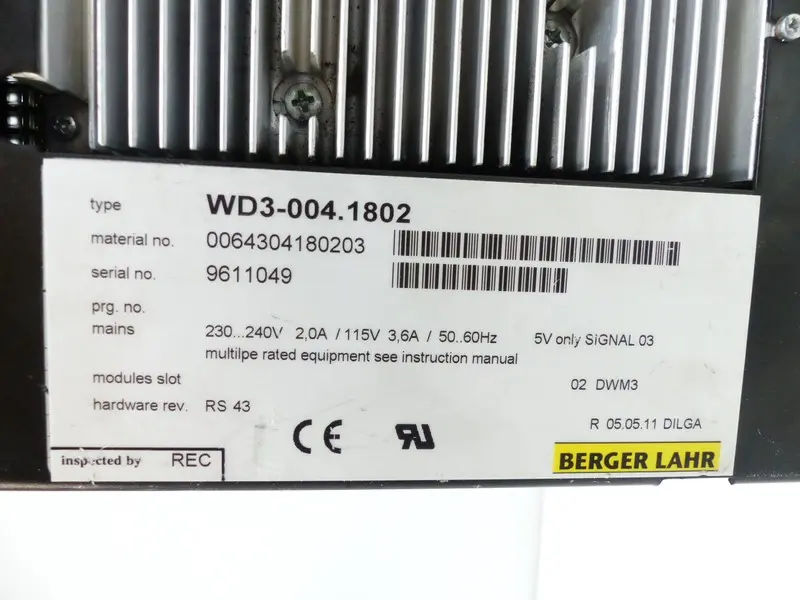 type WD3-004.1802
material no. 0064304180203
serial no. 9611049
prg. no.
mains 230...240V 2,0A / 115V 3,6A / 50..60Hz 5V only SiGNAL 03
multilpe rated equipment see instruction manual
modules slot 02 DWM3
hardware rev. RS 43
R 05.05.11 DILGA
CE RU
inspected by REC
BERGER LAHR